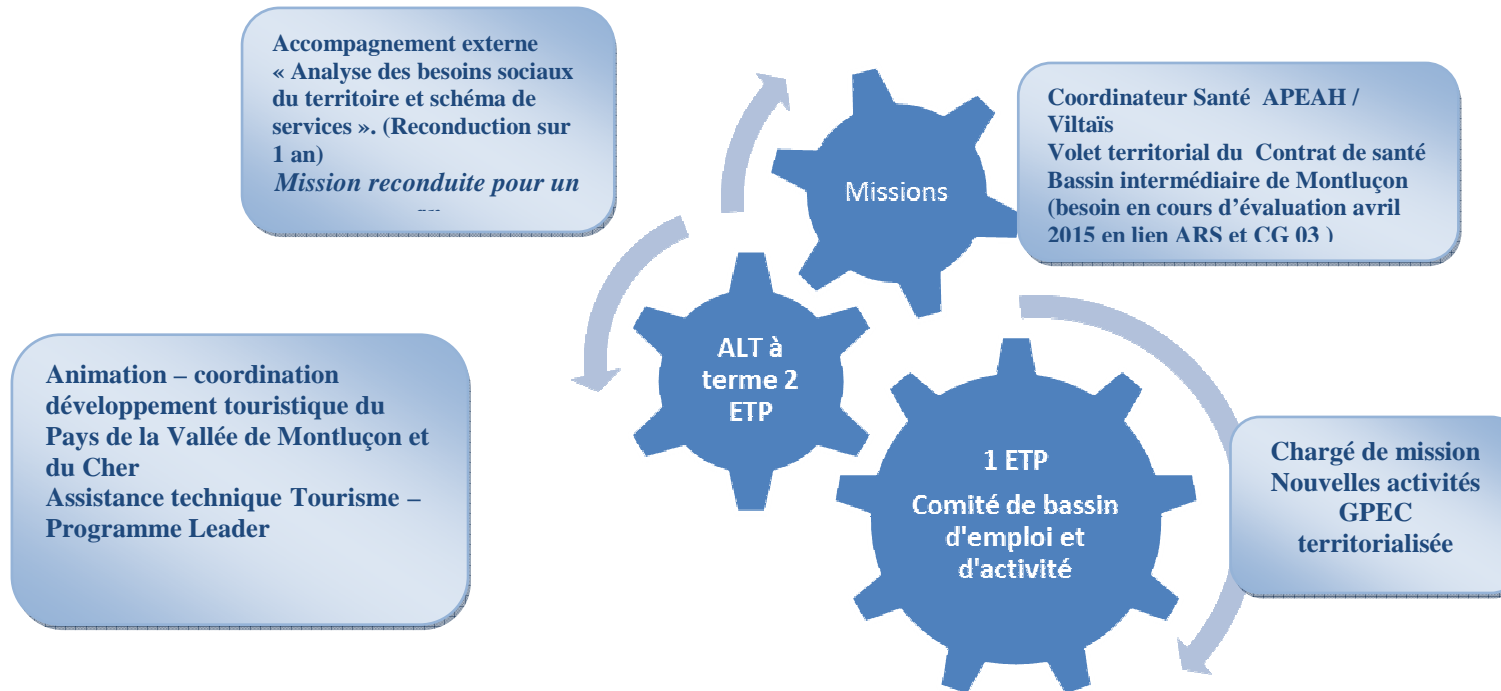 Accompagnement externe
« Analyse des besoins sociaux
du territoire et schéma de
services ». (Reconduction sur
1 an)
Mission reconduite pour un
Coordinateur Santé APEAH /
Viltaïs
Volet territorial du Contrat de santé
Bassin intermédiaire de Montluçon
(besoin en cours d'évaluation avril
2015 en lien ARS et CG 03 )
Missions
ALT à
terme 2
ETP
Animation – coordination
développement touristique du
Pays de la Vallée de Montluçon et
du Cher
Assistance technique Tourisme –
Programme Leader
1 ETP
Comité de bassin
d'emploi et
d'activité
Chargé de mission
Nouvelles activités
GPEC
territorialisée